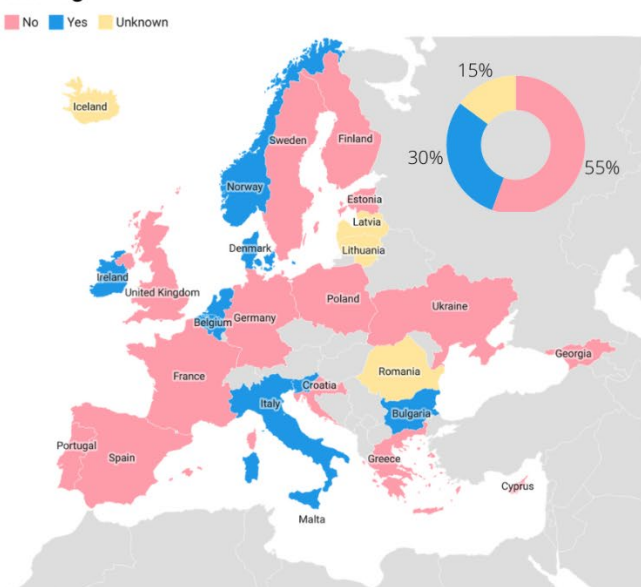 No Yes Unknown
15%
30%
55%
Iceland
Sweden
Finland
Norway
Estonia
Latvia
Lithuania
Denmark
Ireland
United Kingdom
Belgium
Germany
Poland
Ukraine
France
Romania
Georgia
Croatia
Italy
Bulgaria
Portugal
Spain
Greece
Cyprus
Malta